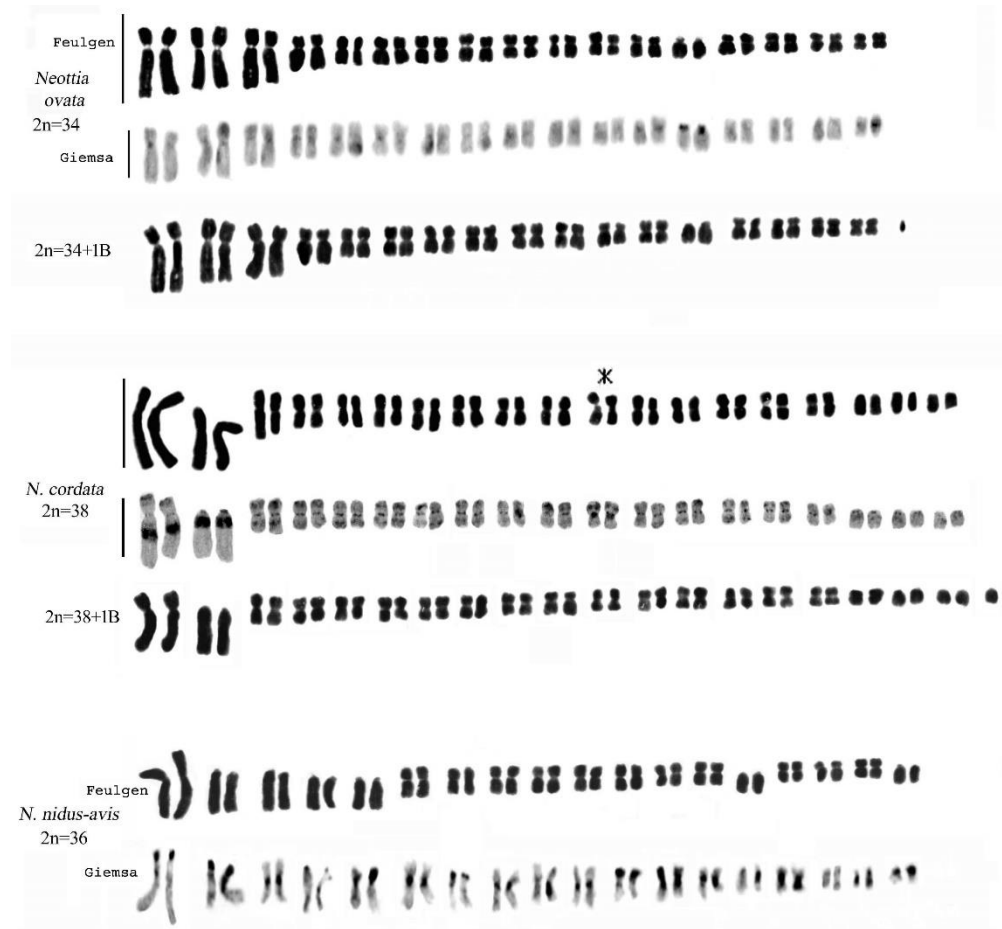 Feulgen
Neottia
ovata
2n=34
Giemsa
2n=34+1B
*
N. cordata
2n=38
2n=38+1B
Feulgen
N. nidus-avis
2n=36
Giemsa